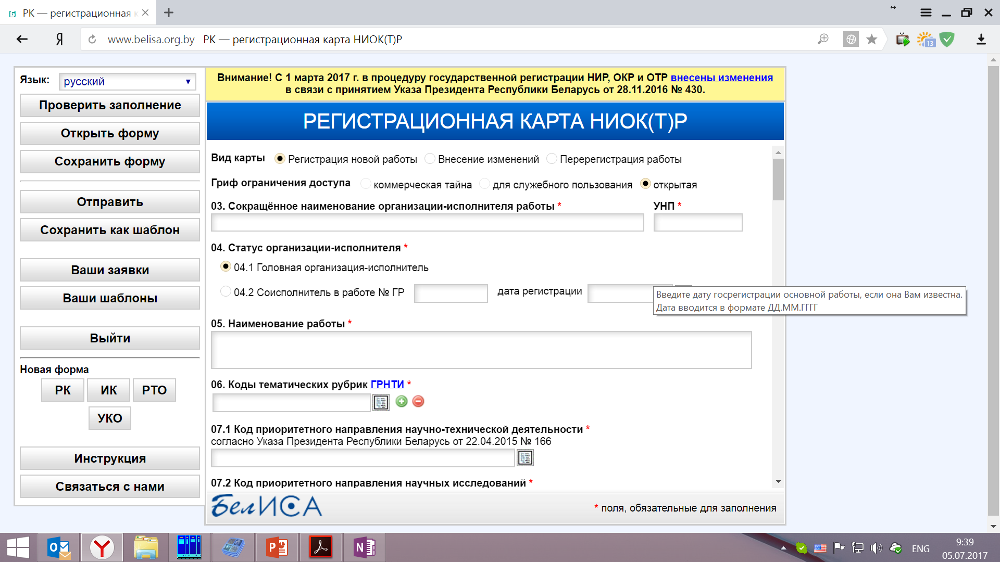 РК — регистрационная к
www.belisa.org.by РК — регистрационная карта НИОК(Т)Р
13
Язык: русский
Проверить заполнение
Открыть форму
Сохранить форму
Отправить
Сохранить как шаблон
Ваши заявки
Ваши шаблоны
Выйти
Новая форма
РК ИК РТО
УКО
Инструкция
Связаться с нами
Внимание! С 1 марта 2017 г. в процедуру государственной регистрации НИР, ОКР и ОТР внесены изменения
в связи с принятием Указа Президента Республики Беларусь от 28.11.2016 № 430.
РЕГИСТРАЦИОННАЯ КАРТА НИОК(Т)Р
Вид карты Регистрация новой работы Внесение изменений Перерегистрация работы
Гриф ограничения доступа коммерческая тайна для служебного пользования открытая
03. Сокращённое наименование организации-исполнителя работы * УНП *
04. Статус организации-исполнителя *
04.1 Головная организация-исполнитель
04.2 Соисполнитель в работе № ГР дата регистрации
Введите дату госрегистрации основной работы, если она Вам известна.
Дата вводится в формате ДД.ММ.ГГГГ
05. Наименование работы *
06. Коды тематических рубрик ГРНТИ *
07.1 Код приоритетного направления научно-технической деятельности *
согласно Указа Президента Республики Беларусь от 22.04.2015 № 166
07.2 Код приоритетного направления научных исследований *
БелИСА
* поля, обязательные для заполнения
ENG
9:39
05.07.2017